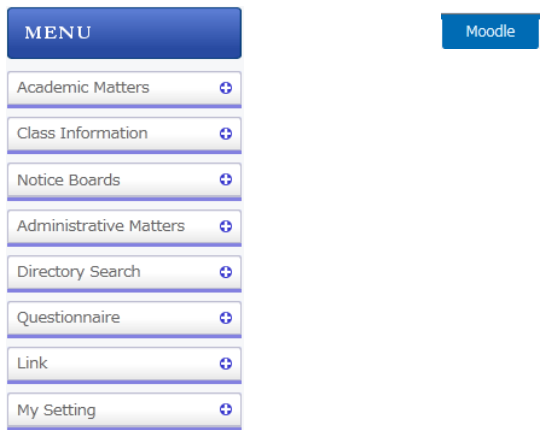 MENU
Moodle
Academic Matters
Class Information
Notice Boards
Administrative Matters
Directory Search
Questionnaire
Link
My Setting